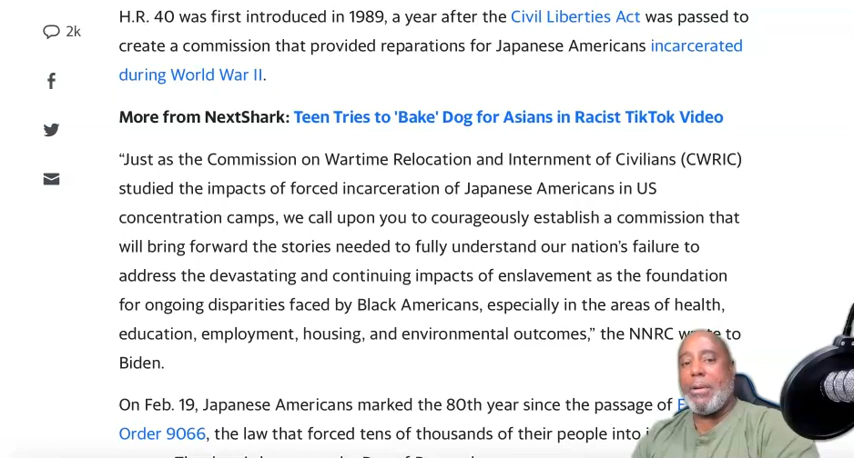 2k
H.R. 40 was first introduced in 1989, a year after the Civil Liberties Act was passed to
create a commission that provided reparations for Japanese Americans incarcerated
during World War II.
More from NextShark: Teen Tries to 'Bake' Dog for Asians in Racist TikTok Video
“Just as the Commission on Wartime Relocation and Internment of Civilians (CWRIC)
studied the impacts of forced incarceration of Japanese Americans in US
concentration camps, we call upon you to courageously establish a commission that
will bring forward the stories needed to fully understand our nation’s failure to
address the devastating and continuing impacts of enslavement as the foundation
for ongoing disparities faced by Black Americans, especially in the areas of health,
education, employment, housing, and environmental outcomes,” the NNRC to
Biden.
On Feb. 19, Japanese Americans marked the 80th year since the passage of
Order 9066, the law that forced tens of thousands of their people into